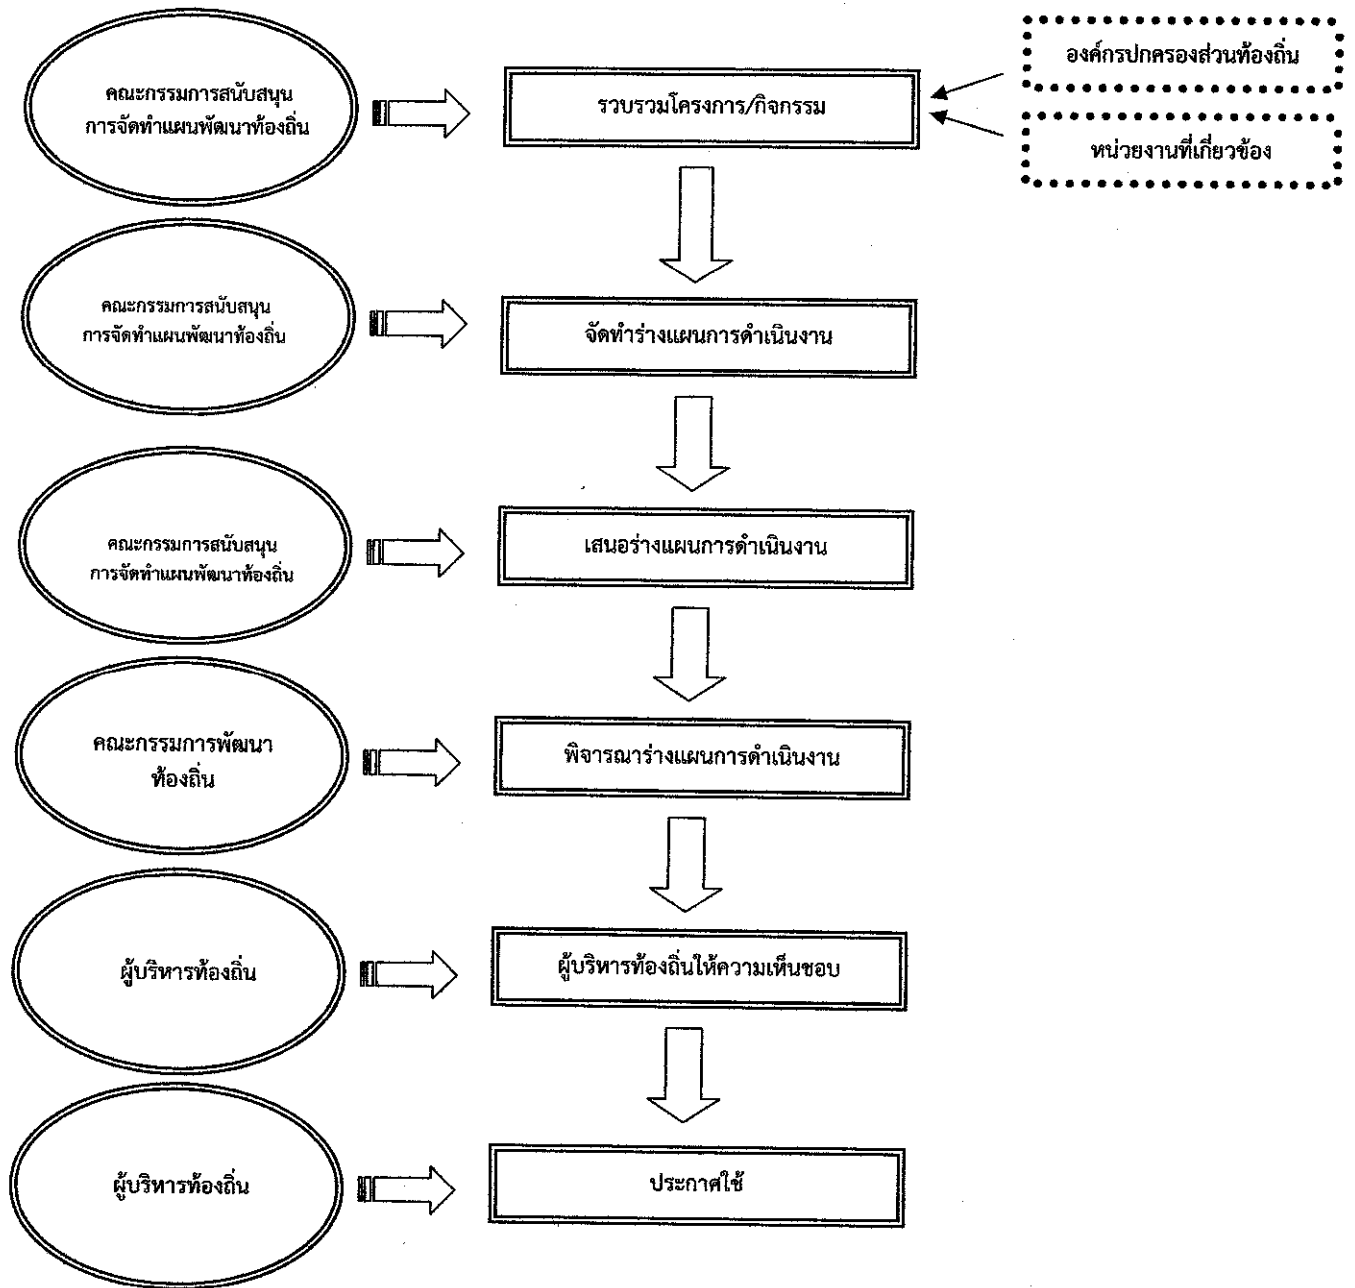 คณะกรรมการสนับสนุน
การจัดทำแผนพัฒนาท้องถิ่น
รวบรวมโครงการ/กิจกรรม
องค์กรปกครองส่วนท้องถิ่น
หน่วยงานที่เกี่ยวข้อง
คณะกรรมการสนับสนุน
การจัดทำแผนพัฒนาท้องถิ่น
จัดทำร่างแผนการดำเนินงาน
คณะกรรมการสนับสนุน
การจัดทำแผนพัฒนาท้องถิ่น
เสนอร่างแผนการดำเนินงาน
คณะกรรมการพัฒนา
ท้องถิ่น
พิจารณาร่างแผนการดำเนินงาน
ผู้บริหารท้องถิ่น
ผู้บริหารท้องถิ่นให้ความเห็นชอบ
ผู้บริหารท้องถิ่น
ประกาศใช้